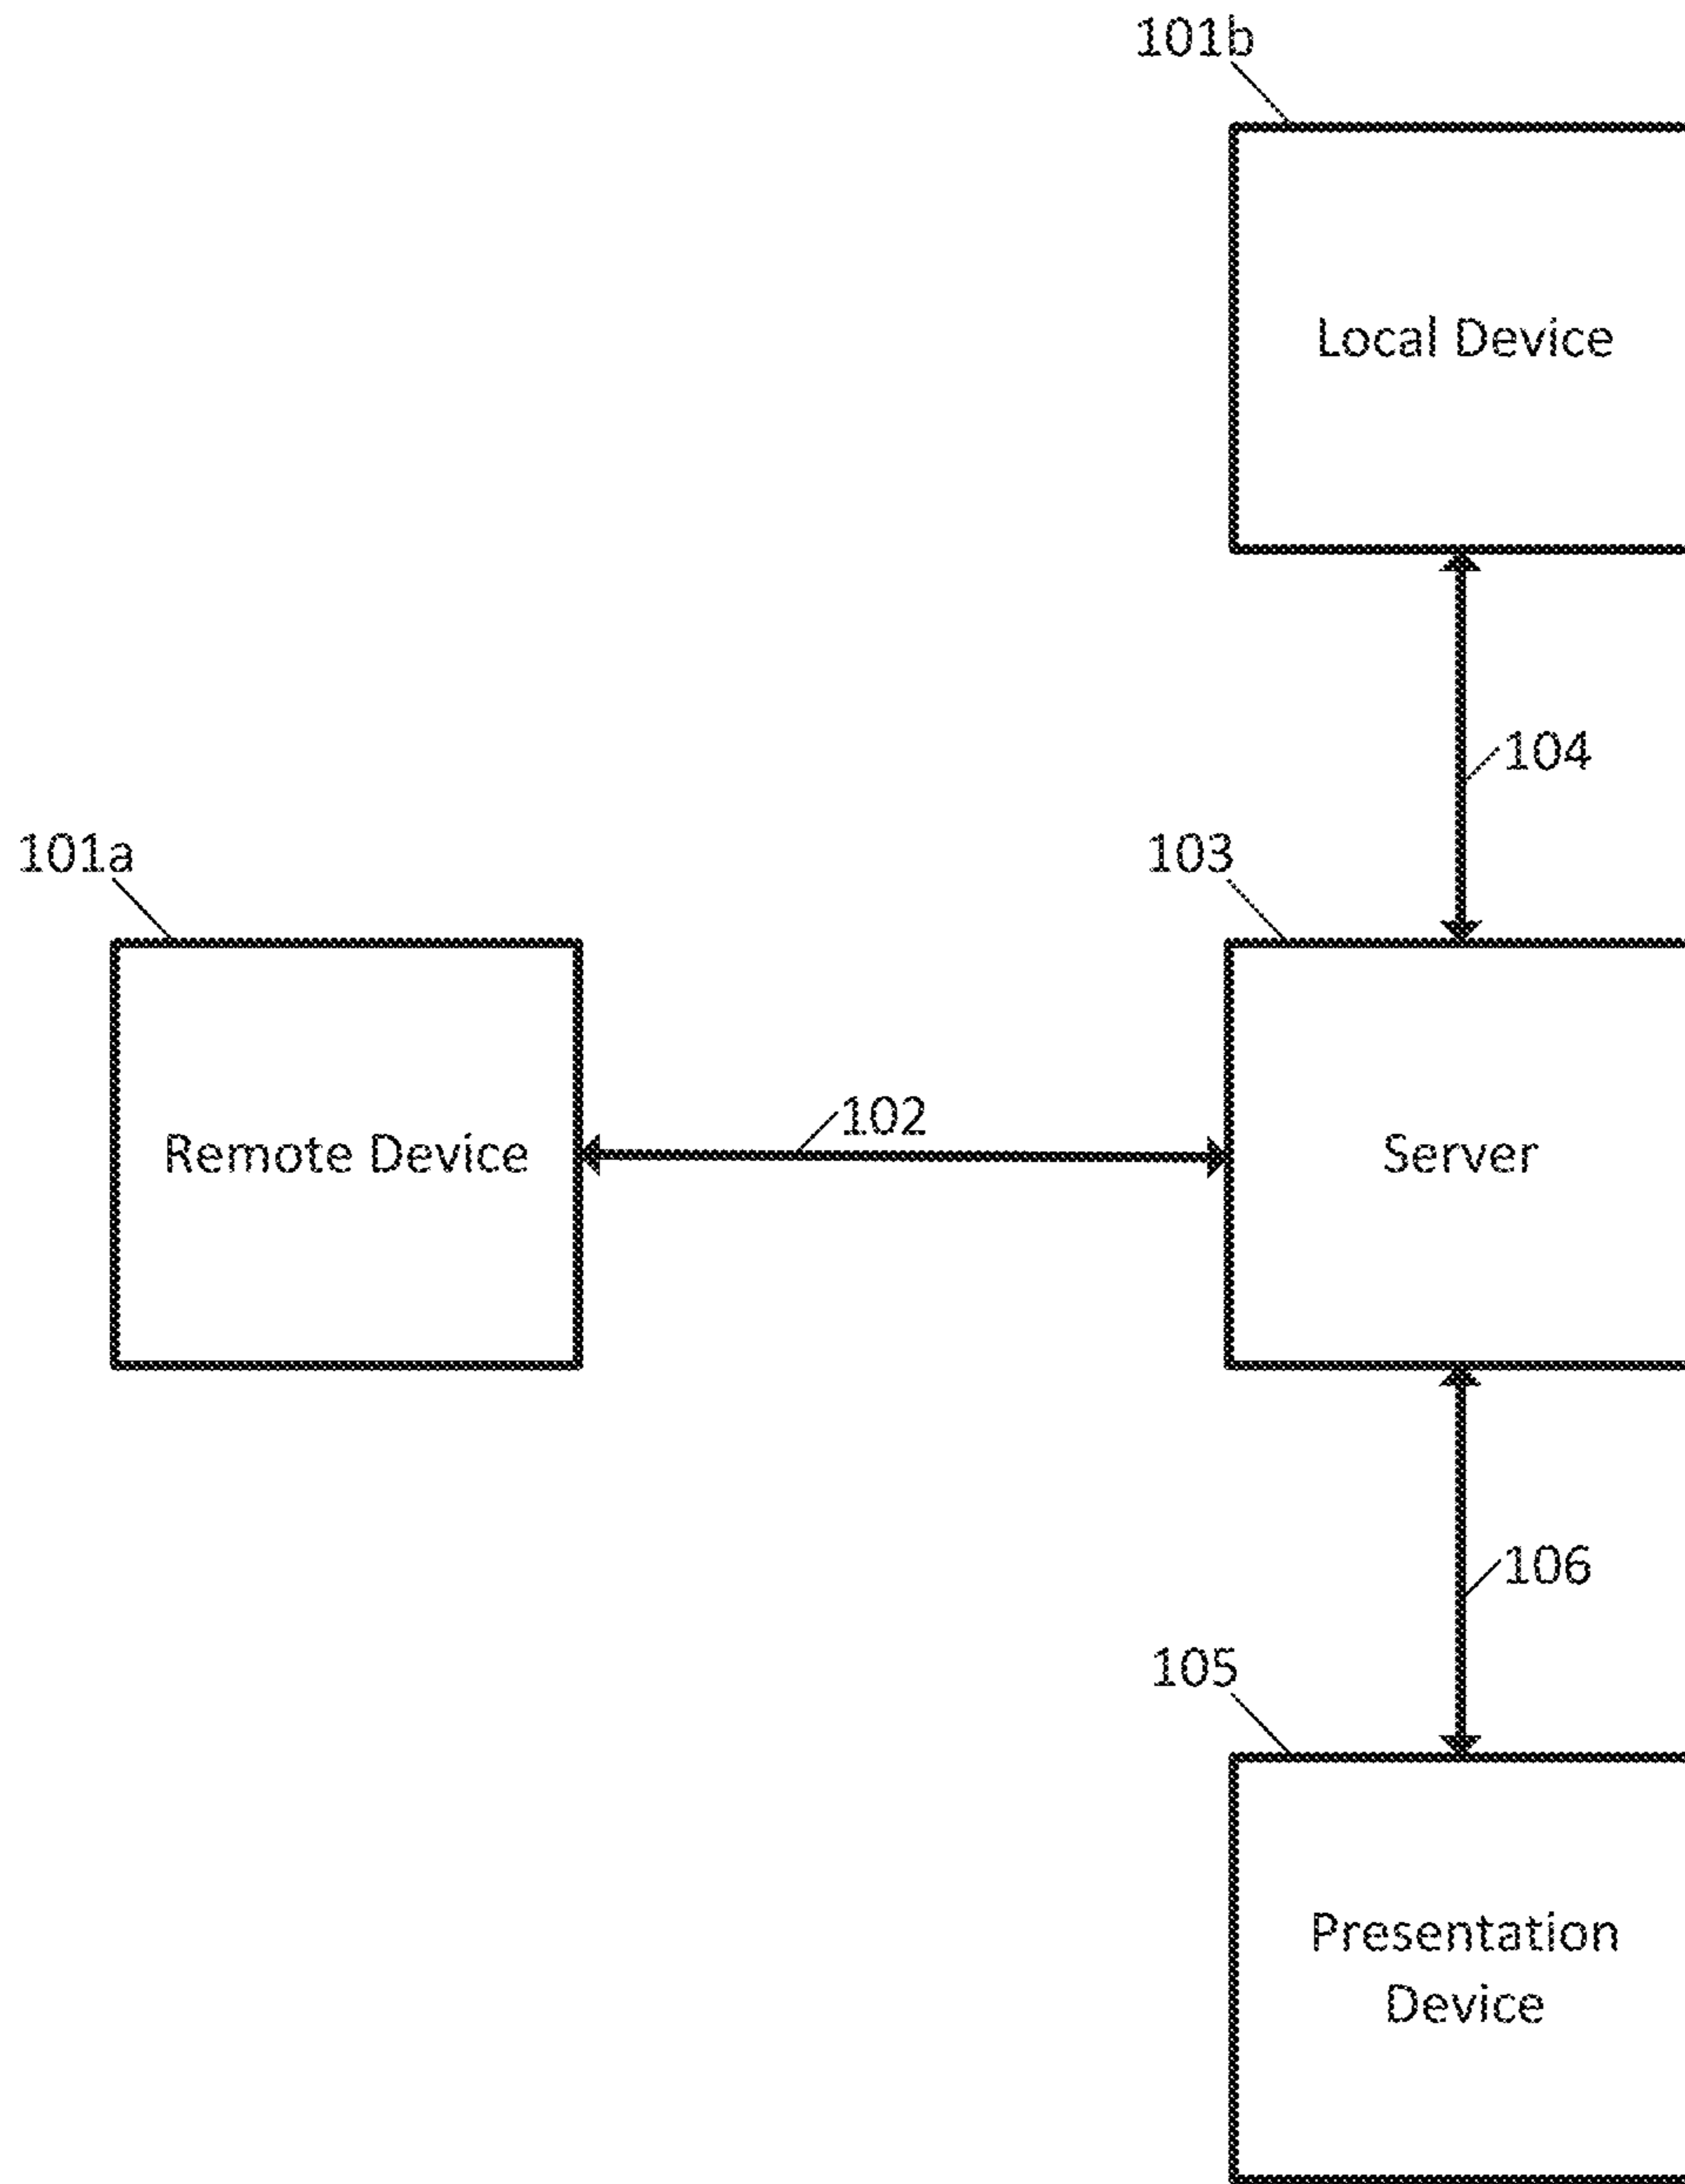 101b
Local Device
104
101a
103
102
Remote Device
Server
106
105
Presentation
Device